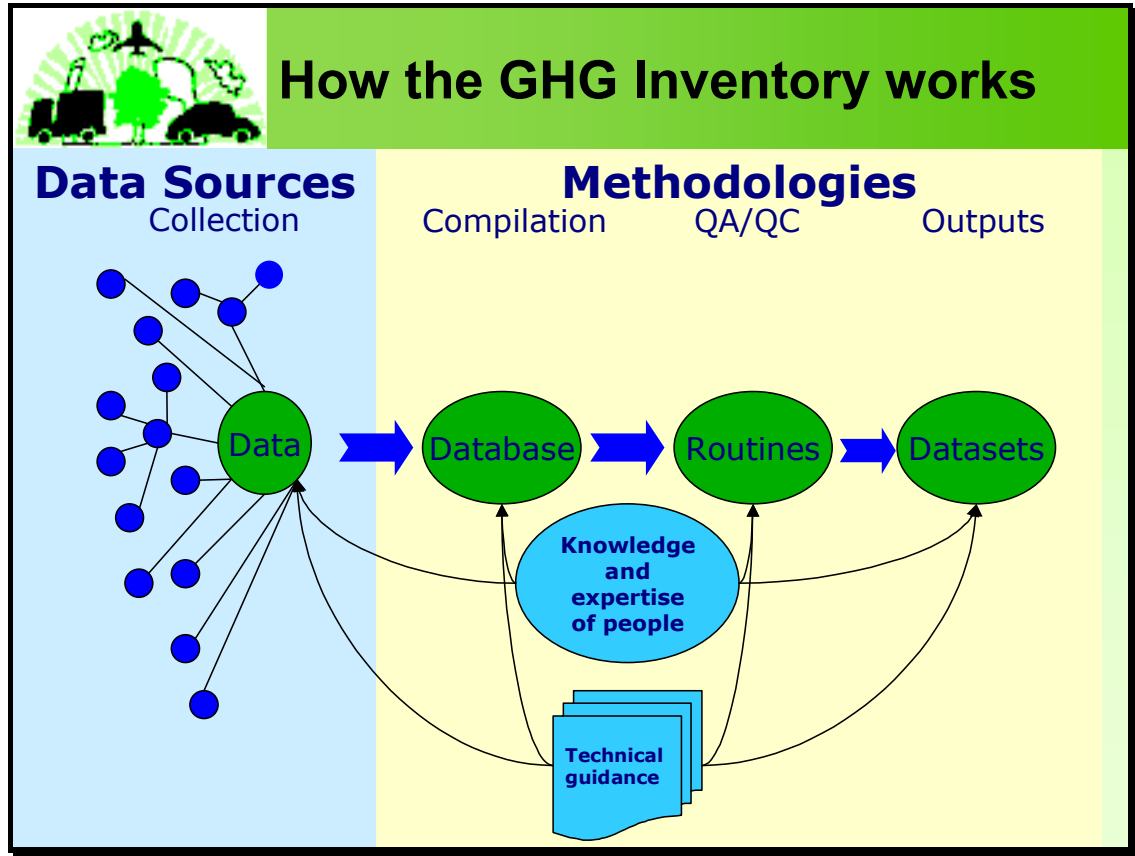 How the GHG Inventory works
Data Sources
Methodologies
Collection
Compilation
QA/QC
Outputs
Data
Database
Routines
Datasets
Knowledge
and
expertise
of people
Technical
guidance